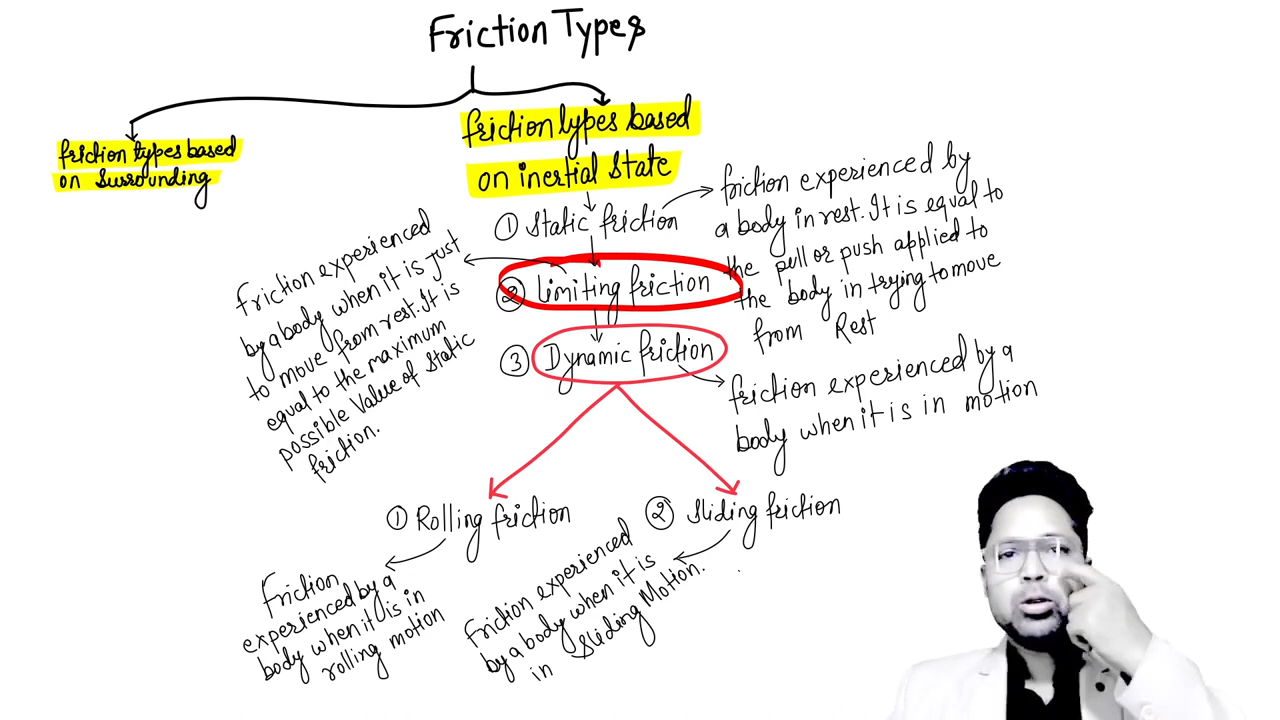 Friction Types
friction types based
on Surrounding
friction types based
on inertial State
① Static friction
friction experienced by
a body in rest. It is equal to
the pull or push applied to
the body in trying to move
from Rest
② Limiting friction
Friction experienced
by a body when it is just
to move from rest. It is
equal to the maximum
possible Value of Static
friction.
③ Dynamic friction
friction experienced by a
body when it is in motion
① Rolling friction
Friction
experienced by a
body when it is in
rolling motion
② Sliding friction
Friction experienced
by a body when it is
in Sliding Motion.